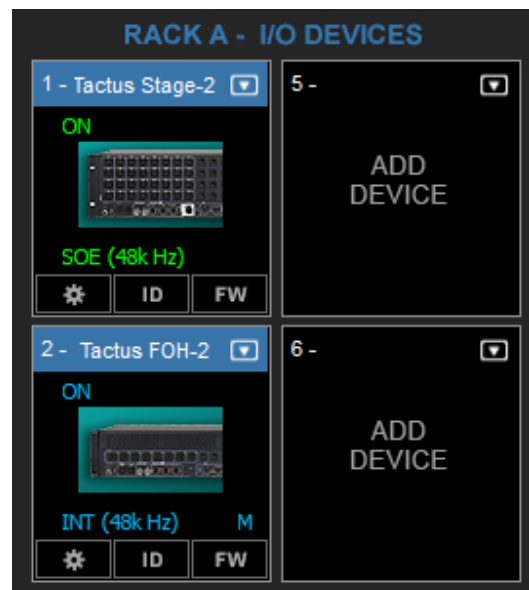 RACK A - I/O DEVICES
1 - Tactus Stage-2
ON
SOE (48k Hz)
ID FW
5 -
ADD
DEVICE
2 - Tactus FOH-2
ON
INT (48k Hz) M
ID FW
6 -
ADD
DEVICE